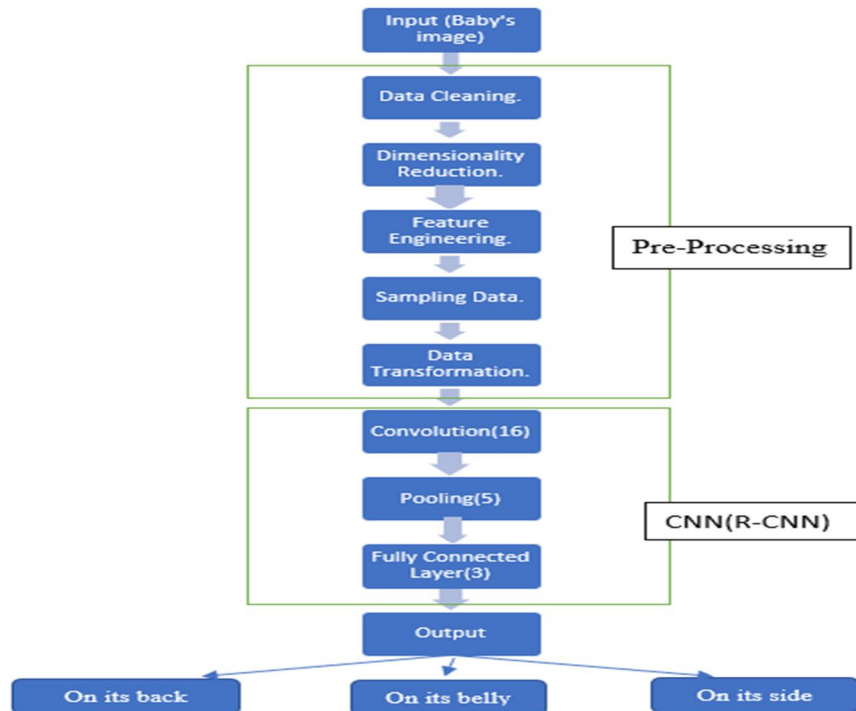 Input (Baby's
image)
Data Cleaning.
Dimensionality
Reduction.
Feature
Engineering.
Pre-Processing
Sampling Data.
Data
Transformation.
Convolution(16)
Pooling(5)
CNN(R-CNN)
Fully Connected
Layer(3)
Output
On its back
On its belly
On its side